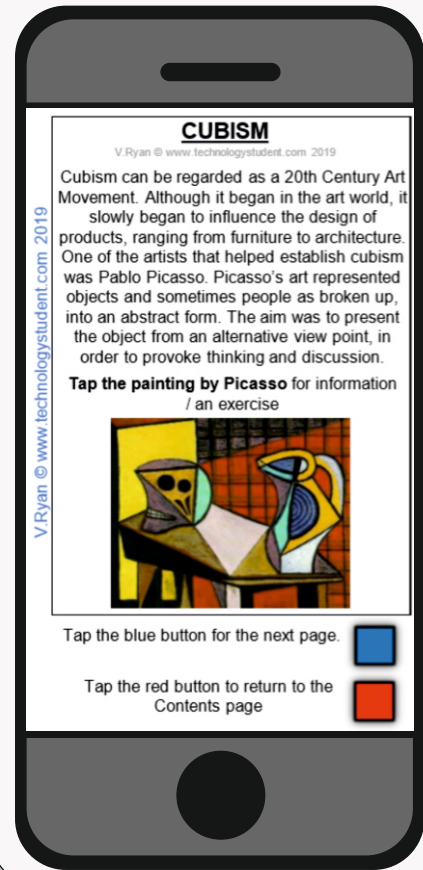 CUBISM
V.Ryan © www.technologystudent.com 2019
Cubism can be regarded as a 20th Century Art
Movement. Although it began in the art world, it
slowly began to influence the design of
products, ranging from furniture to architecture.
One of the artists that helped establish cubism
was Pablo Picasso. Picasso’s art represented
objects and sometimes people as broken up,
into an abstract form. The aim was to present
the object from an alternative view point, in
order to provoke thinking and discussion.
Tap the painting by Picasso for information
/ an exercise
V.Ryan © www.technologystudent.com 2019
Tap the blue button for the next page.
Tap the red button to return to the
Contents page